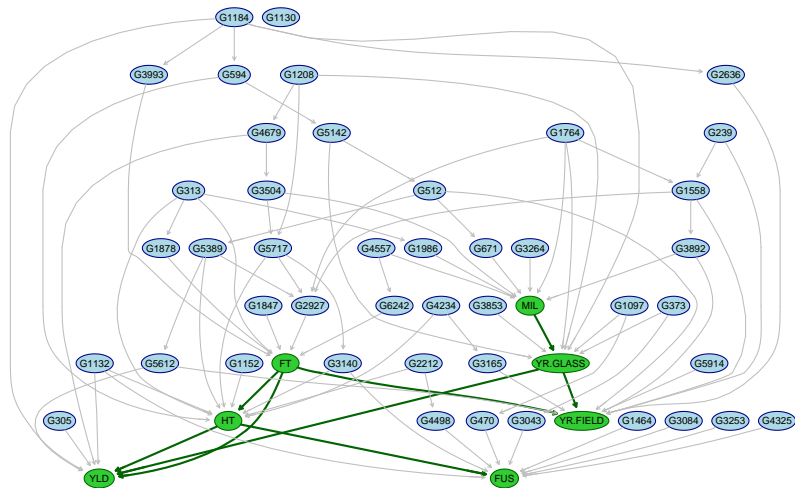 G1184 G1130
G3993 G594 G1208 G2636
G4679 G5142 G1764 G239
G313 G3504 G512 G1558
G1878 G5389 G5717 G4557 G1986 G671 G3264 G3892
G1847 G2927 G6242 G4234 G3853 MIL G1097 G373
G1132 G5612 G1152 FT G3140 G2212 G3165 YR.GLASS G5914
G305 HT G4498 G470 G3043 YR.FIELD G1464 G3084 G3253 G4325
YLD FUS